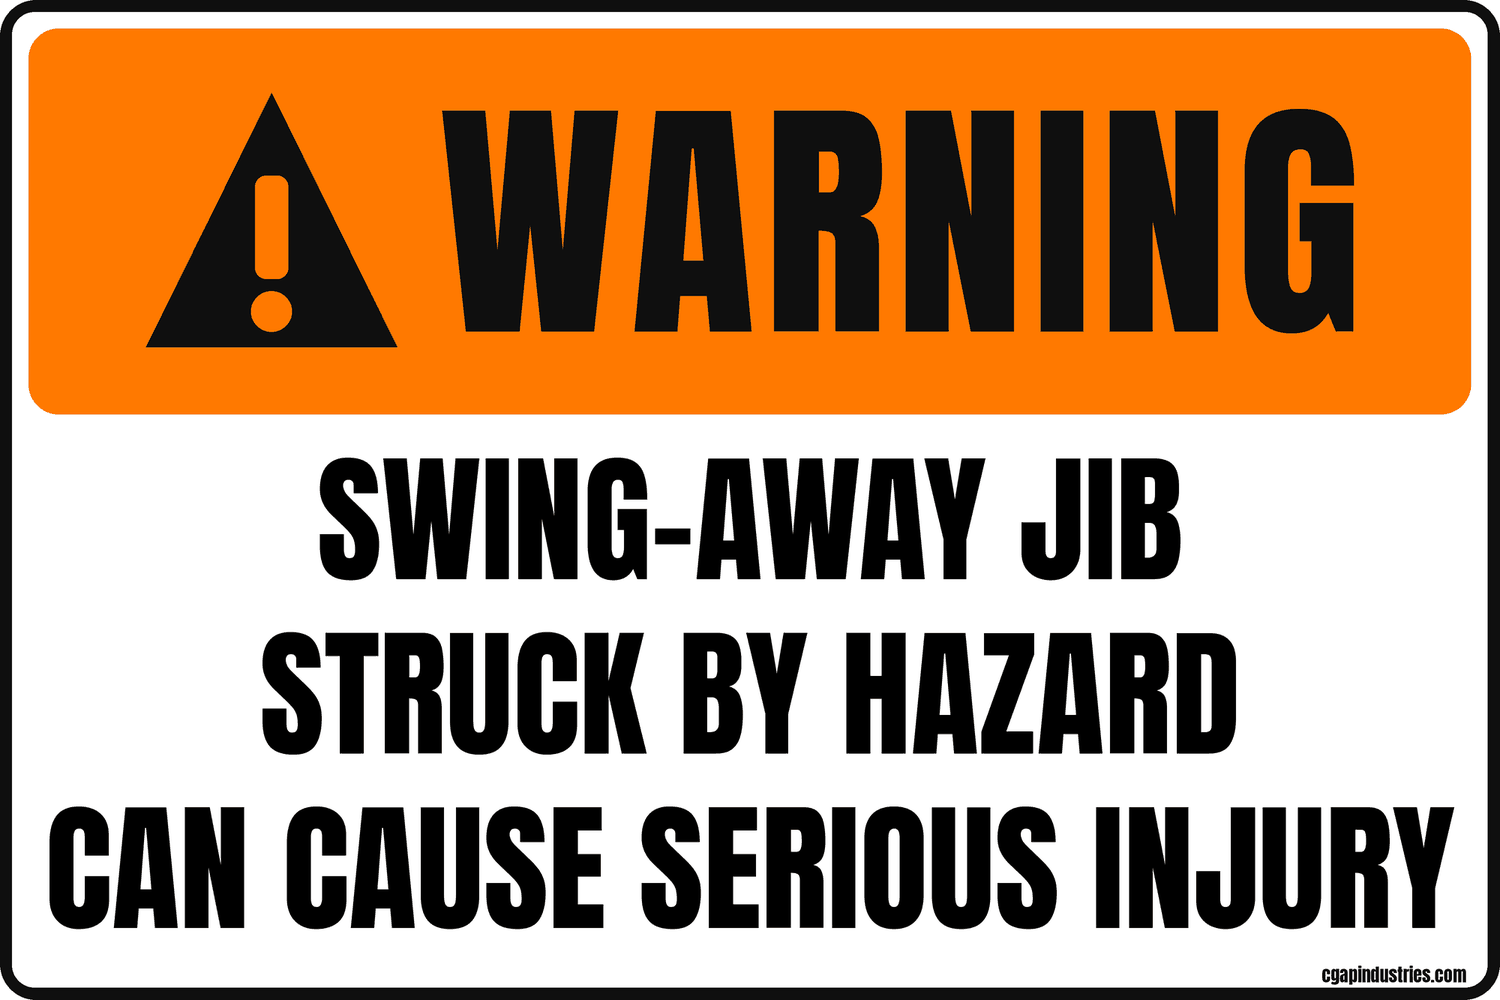 WARNING
SWING-AWAY JIB
STRUCK BY HAZARD
CAN CAUSE SERIOUS INJURY
cgapindustries.com